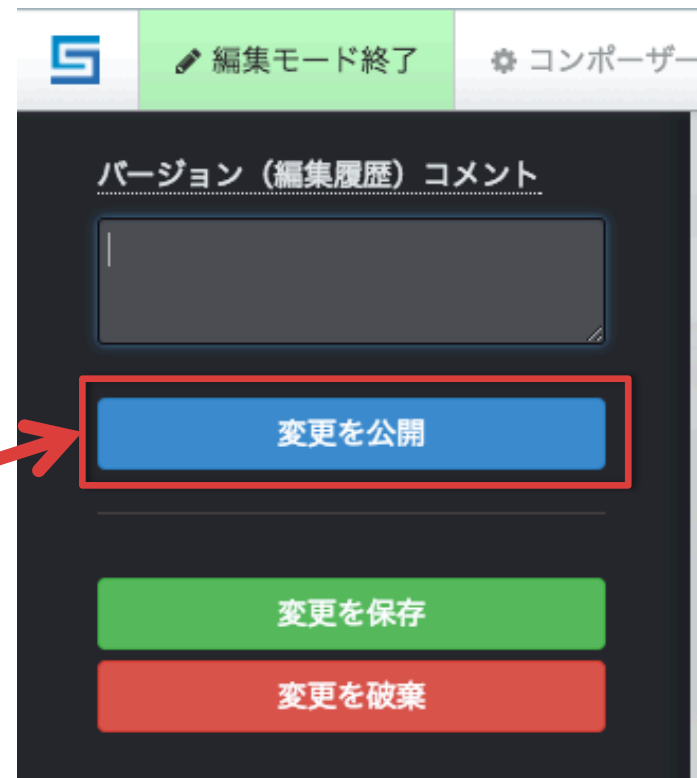 編集モード終了
コンポーザー
バージョン（編集履歴）コメント
変更を公開
変更を保存
変更を破棄